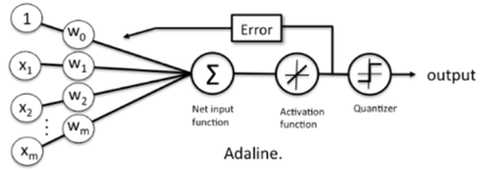 1
w0
Error
x1
w1
Σ
output
x2
w2
Net input
function
Activation
function
Quantizer
xm
wm
Adaline.